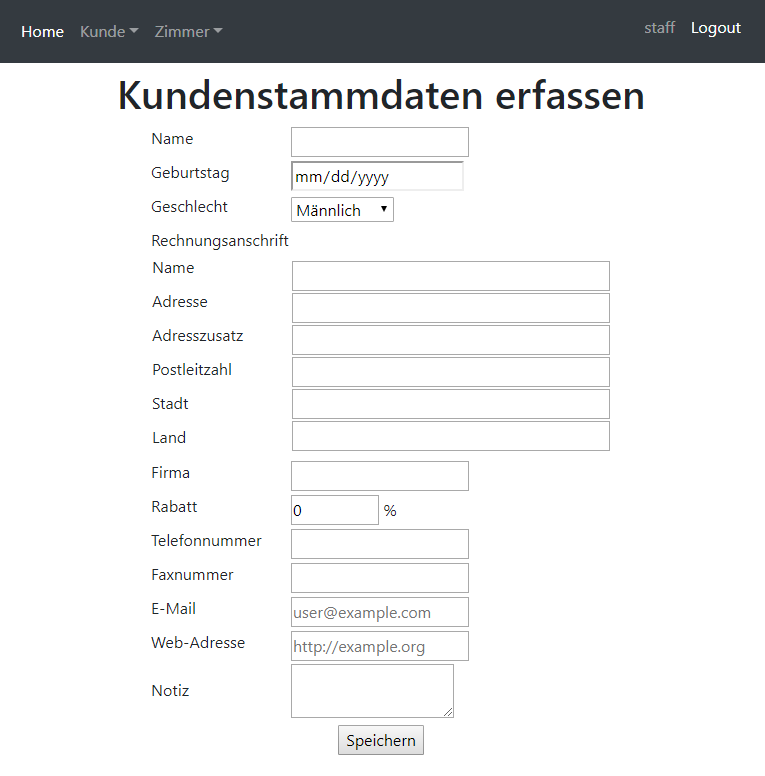 Home Kunde Zimmer staff Logout
Kundenstammdaten erfassen
Name
Geburtstag mm/dd/yyyy
Geschlecht Männlich
Rechnungsanschrift
Name
Adresse
Adresszusatz
Postleitzahl
Stadt
Land
Firma
Rabatt 0 %
Telefonnummer
Faxnummer
E-Mail user@example.com
Web-Adresse http://example.org
Notiz
Speichern